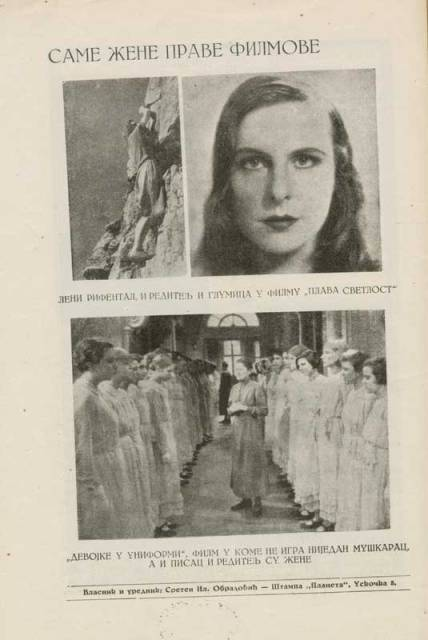 САМЕ ЖЕНЕ ПРАВЕ ФИЛМОВЕ
ЛЕНИ РИФЕНТАЛ, И РЕДИТЕЉ И ГЛУМИЦА У ФИЛМУ „ПЛАВА СВЕТЛОСТ“
„ДЕВОЈКЕ У УНИФОРМИ“, ФИЛМ У КОМЕ НЕ ИГРА НИЈЕДАН МУШКАРАЦ,
А И ПИСАЦ И РЕДИТЕЉ СУ ЖЕНЕ
Власник и уредник: Сретен Ил. Обрадовић — Штампа „Планета“, Ускочка 8.